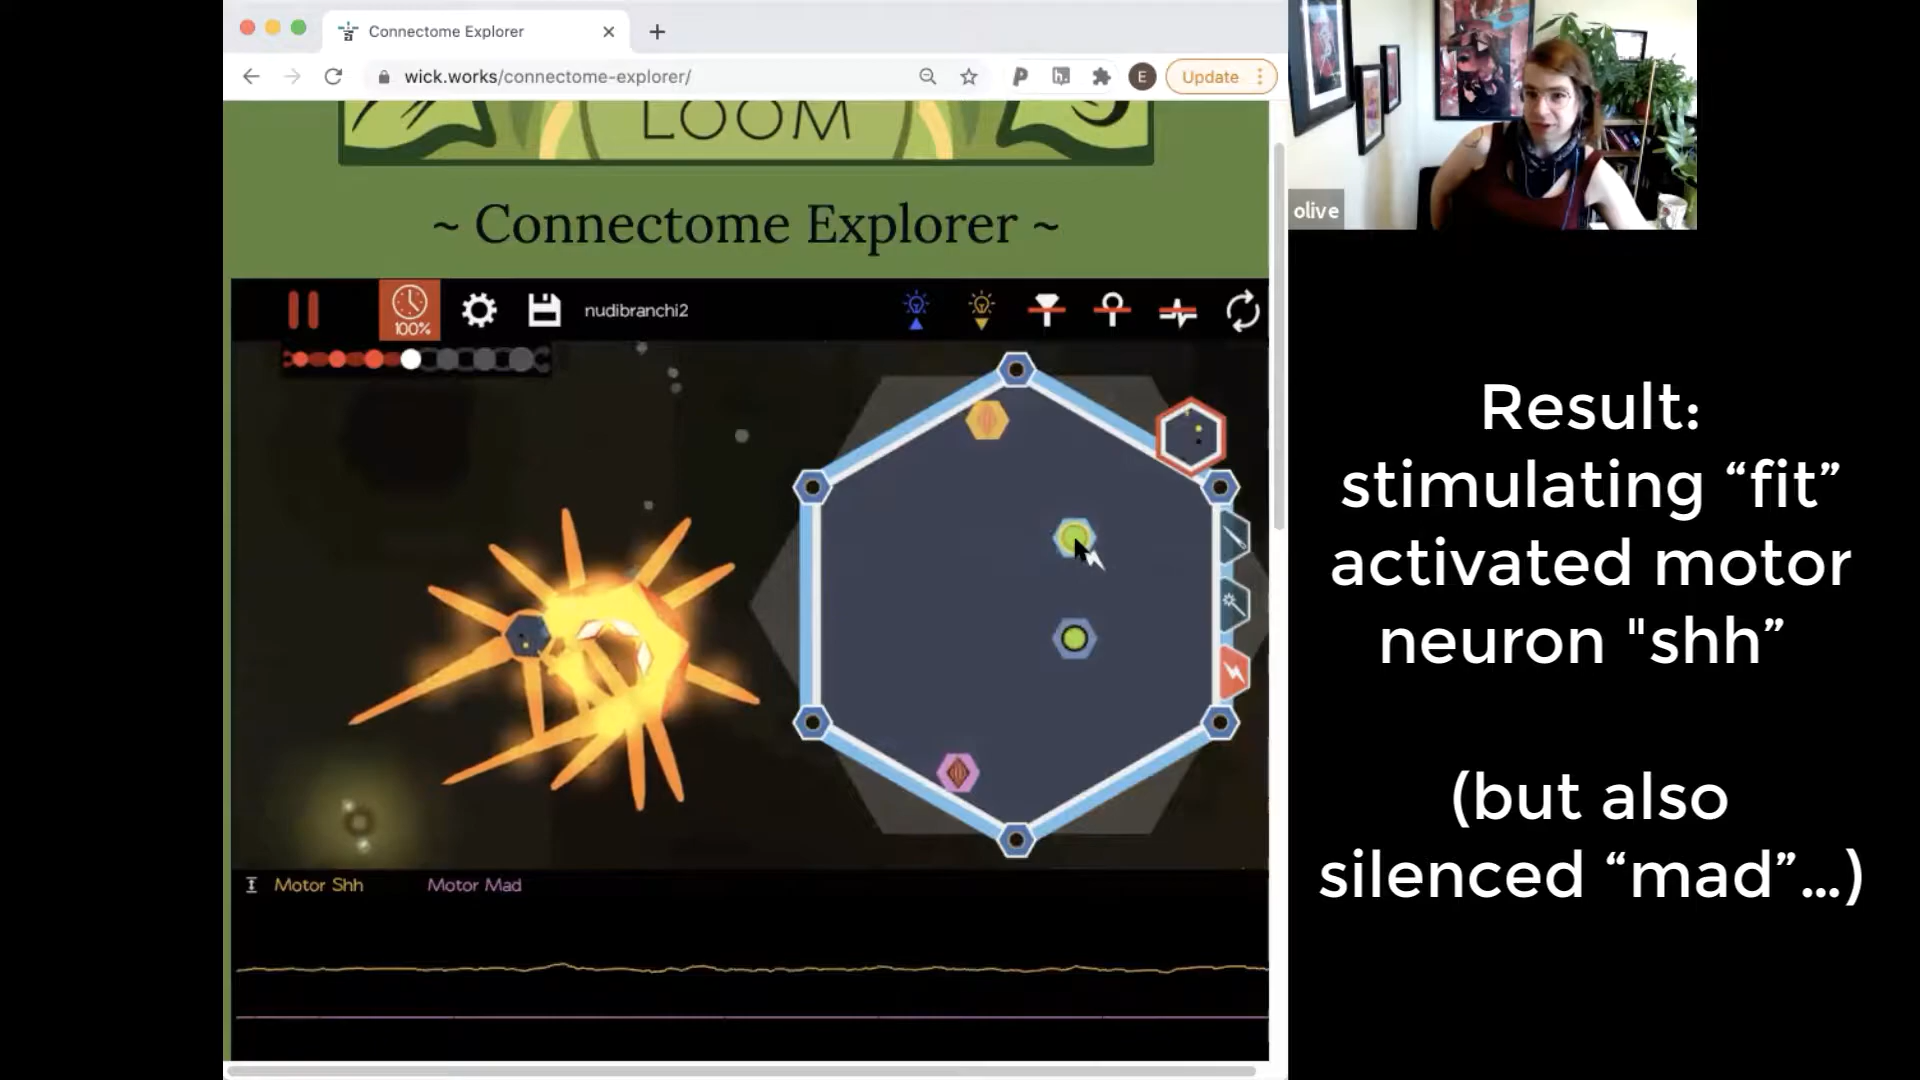 Connectome Explorer
wick.works/connectome-explorer/
E
Update
LOOM
~ Connectome Explorer ~
100%
nudibranchi2
Motor Shh
Motor Mad
olive
Result:
stimulating “fit”
activated motor
neuron "shh”
(but also
silenced “mad”...)